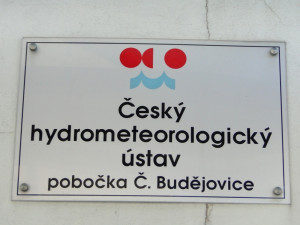 Český
hydrometeorologický
ústav
pobočka Č. Budějovice